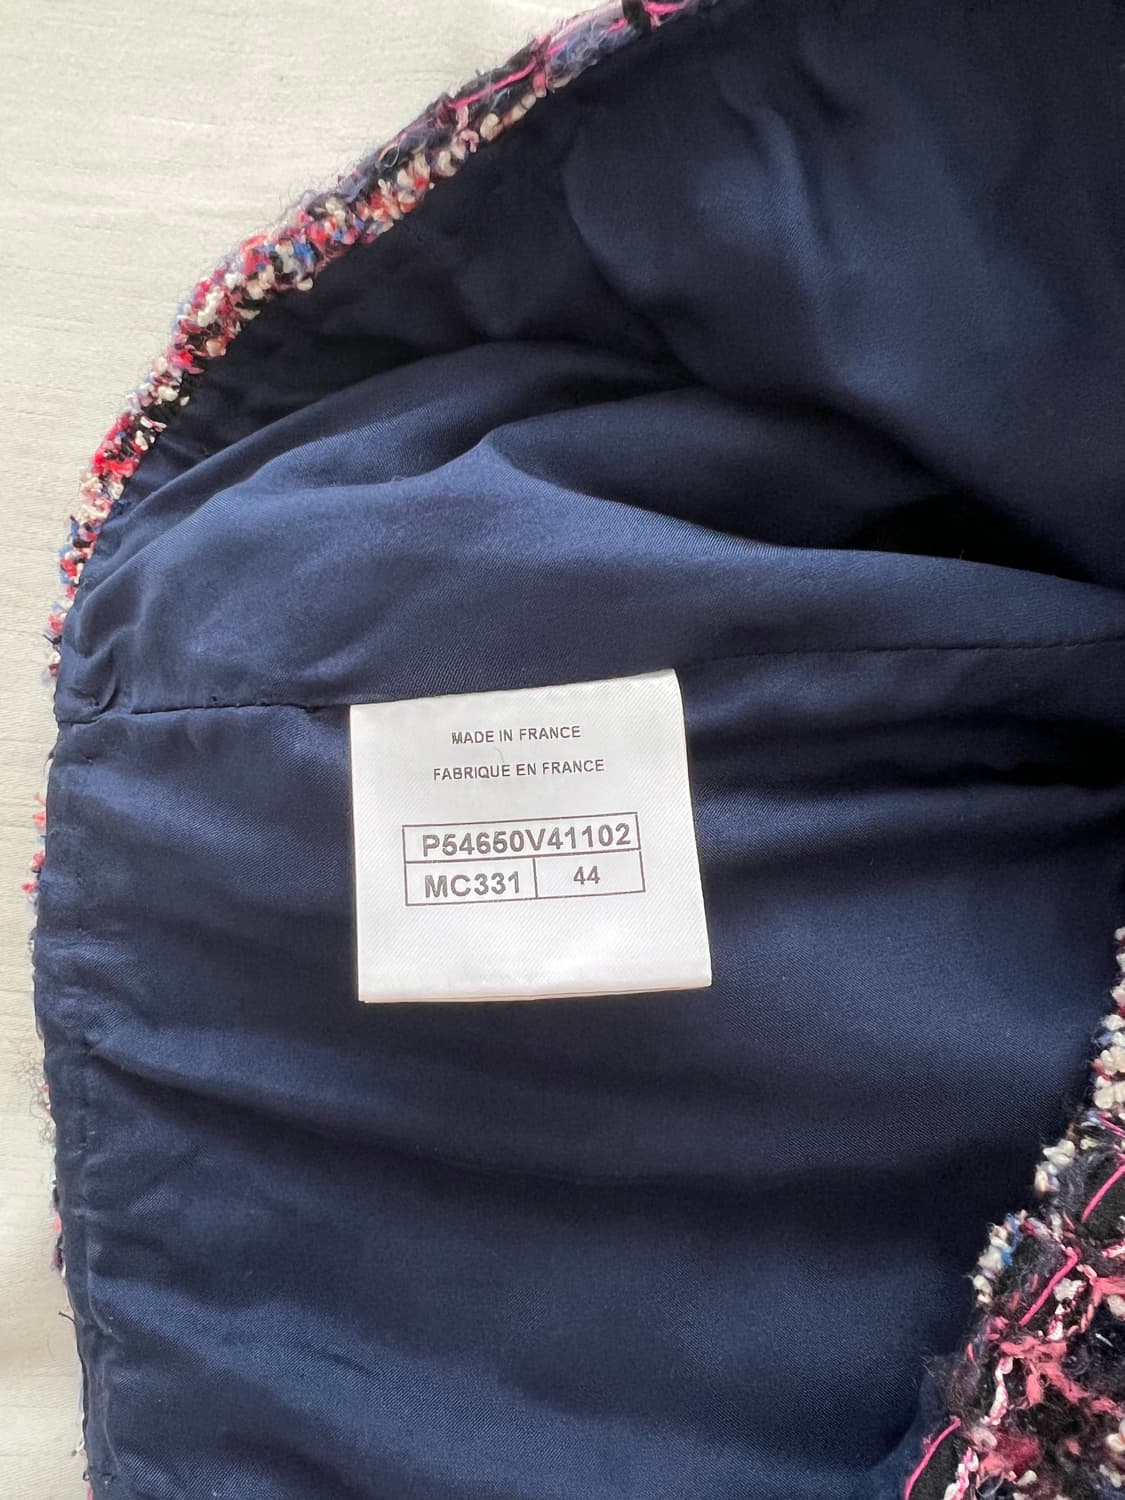 MADE IN FRANCE
FABRIQUE EN FRANCE
P54650V41102
MC331 44